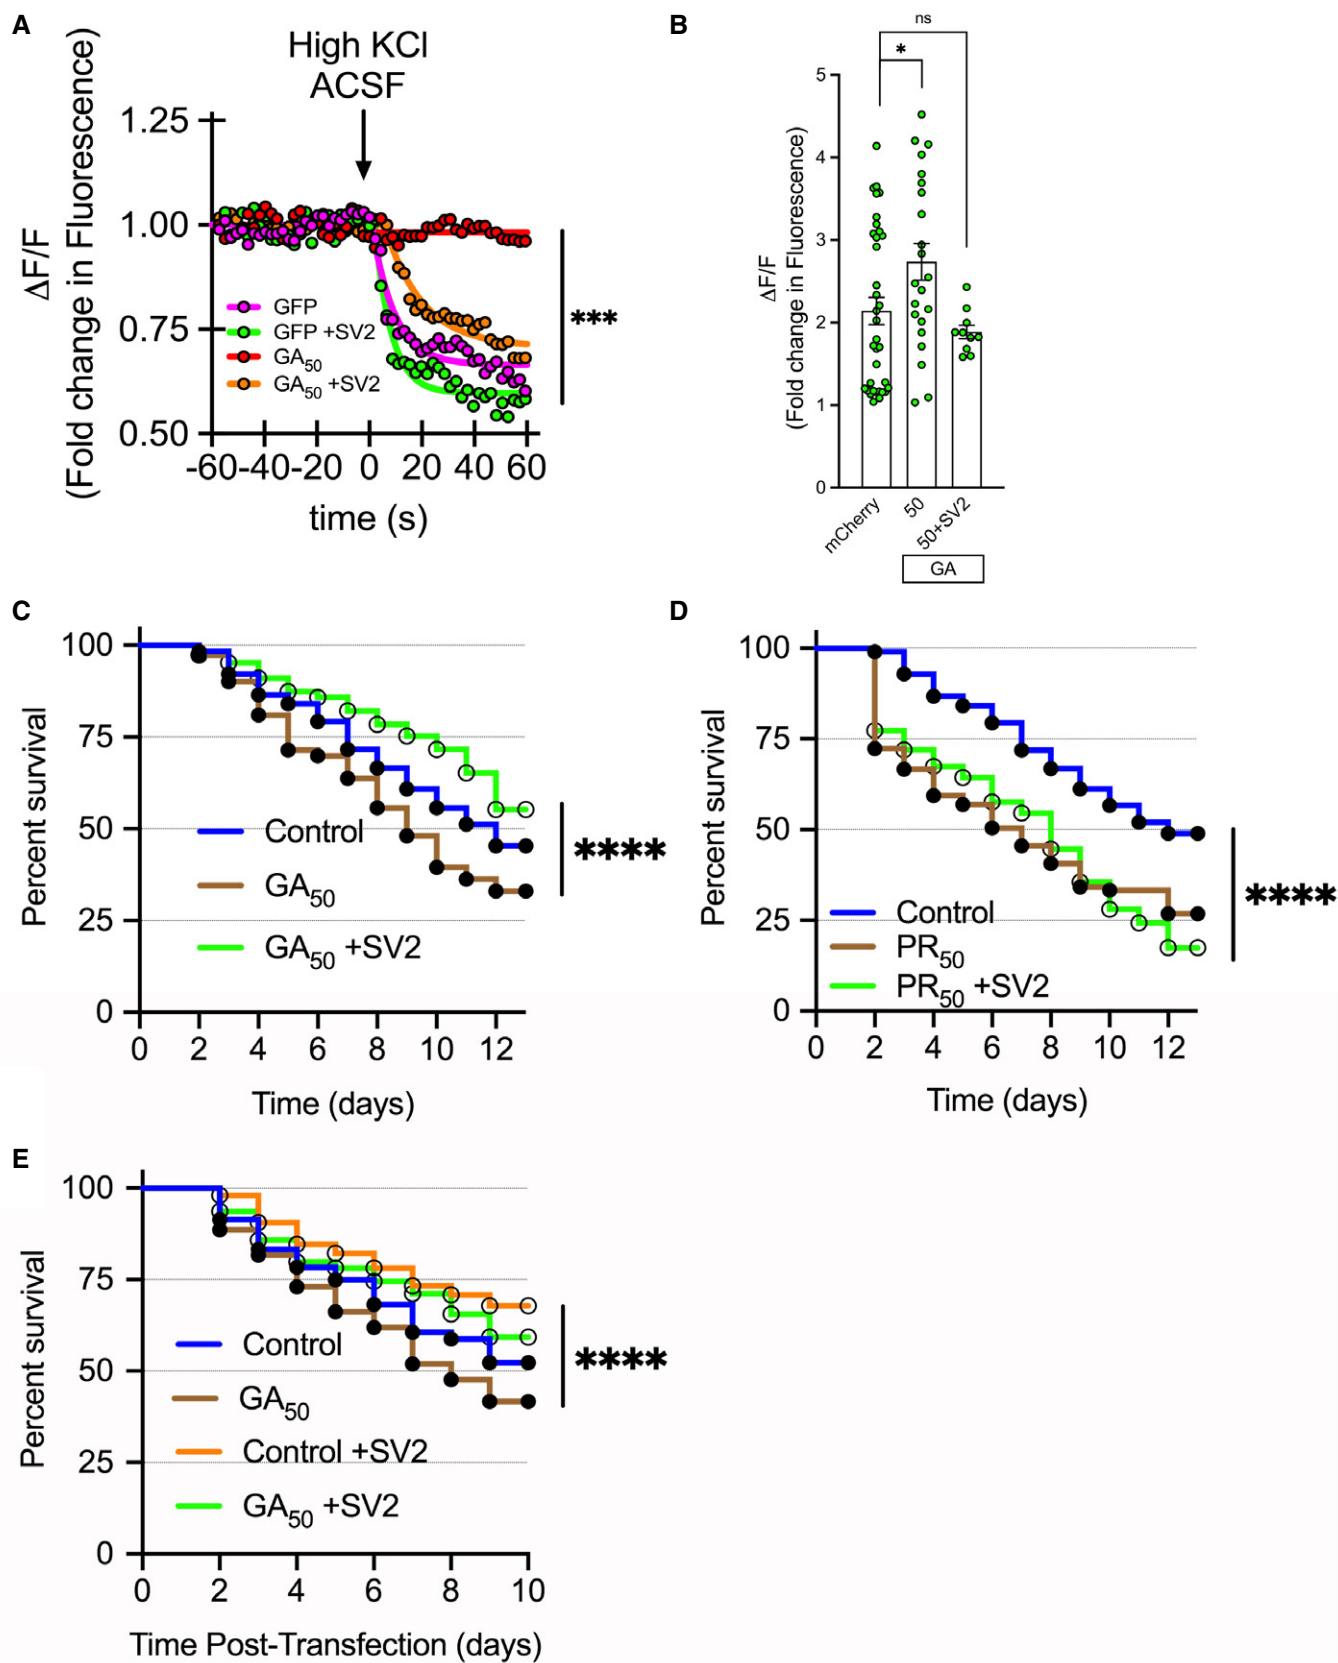 A
High KCl
ACSF
1.25
1.00
0.75
0.50
ΔF/F
(Fold change in Fluorescence)
GFP
GFP +SV2
GA50
GA50 +SV2
***
-60 -40 -20 0 20 40 60
time (s)
B
ns
*
5
4
3
2
1
0
ΔF/F
(Fold change in Fluorescence)
mCherry
50
50+SV2
GA
C
100
75
50
25
0
Percent survival
Control
GA50
GA50 +SV2
****
0 2 4 6 8 10 12
Time (days)
D
100
75
50
25
0
Percent survival
Control
PR50
PR50 +SV2
****
0 2 4 6 8 10 12
Time (days)
E
100
75
50
25
0
Percent survival
Control
GA50
Control +SV2
GA50 +SV2
****
0 2 4 6 8 10
Time Post-Transfection (days)